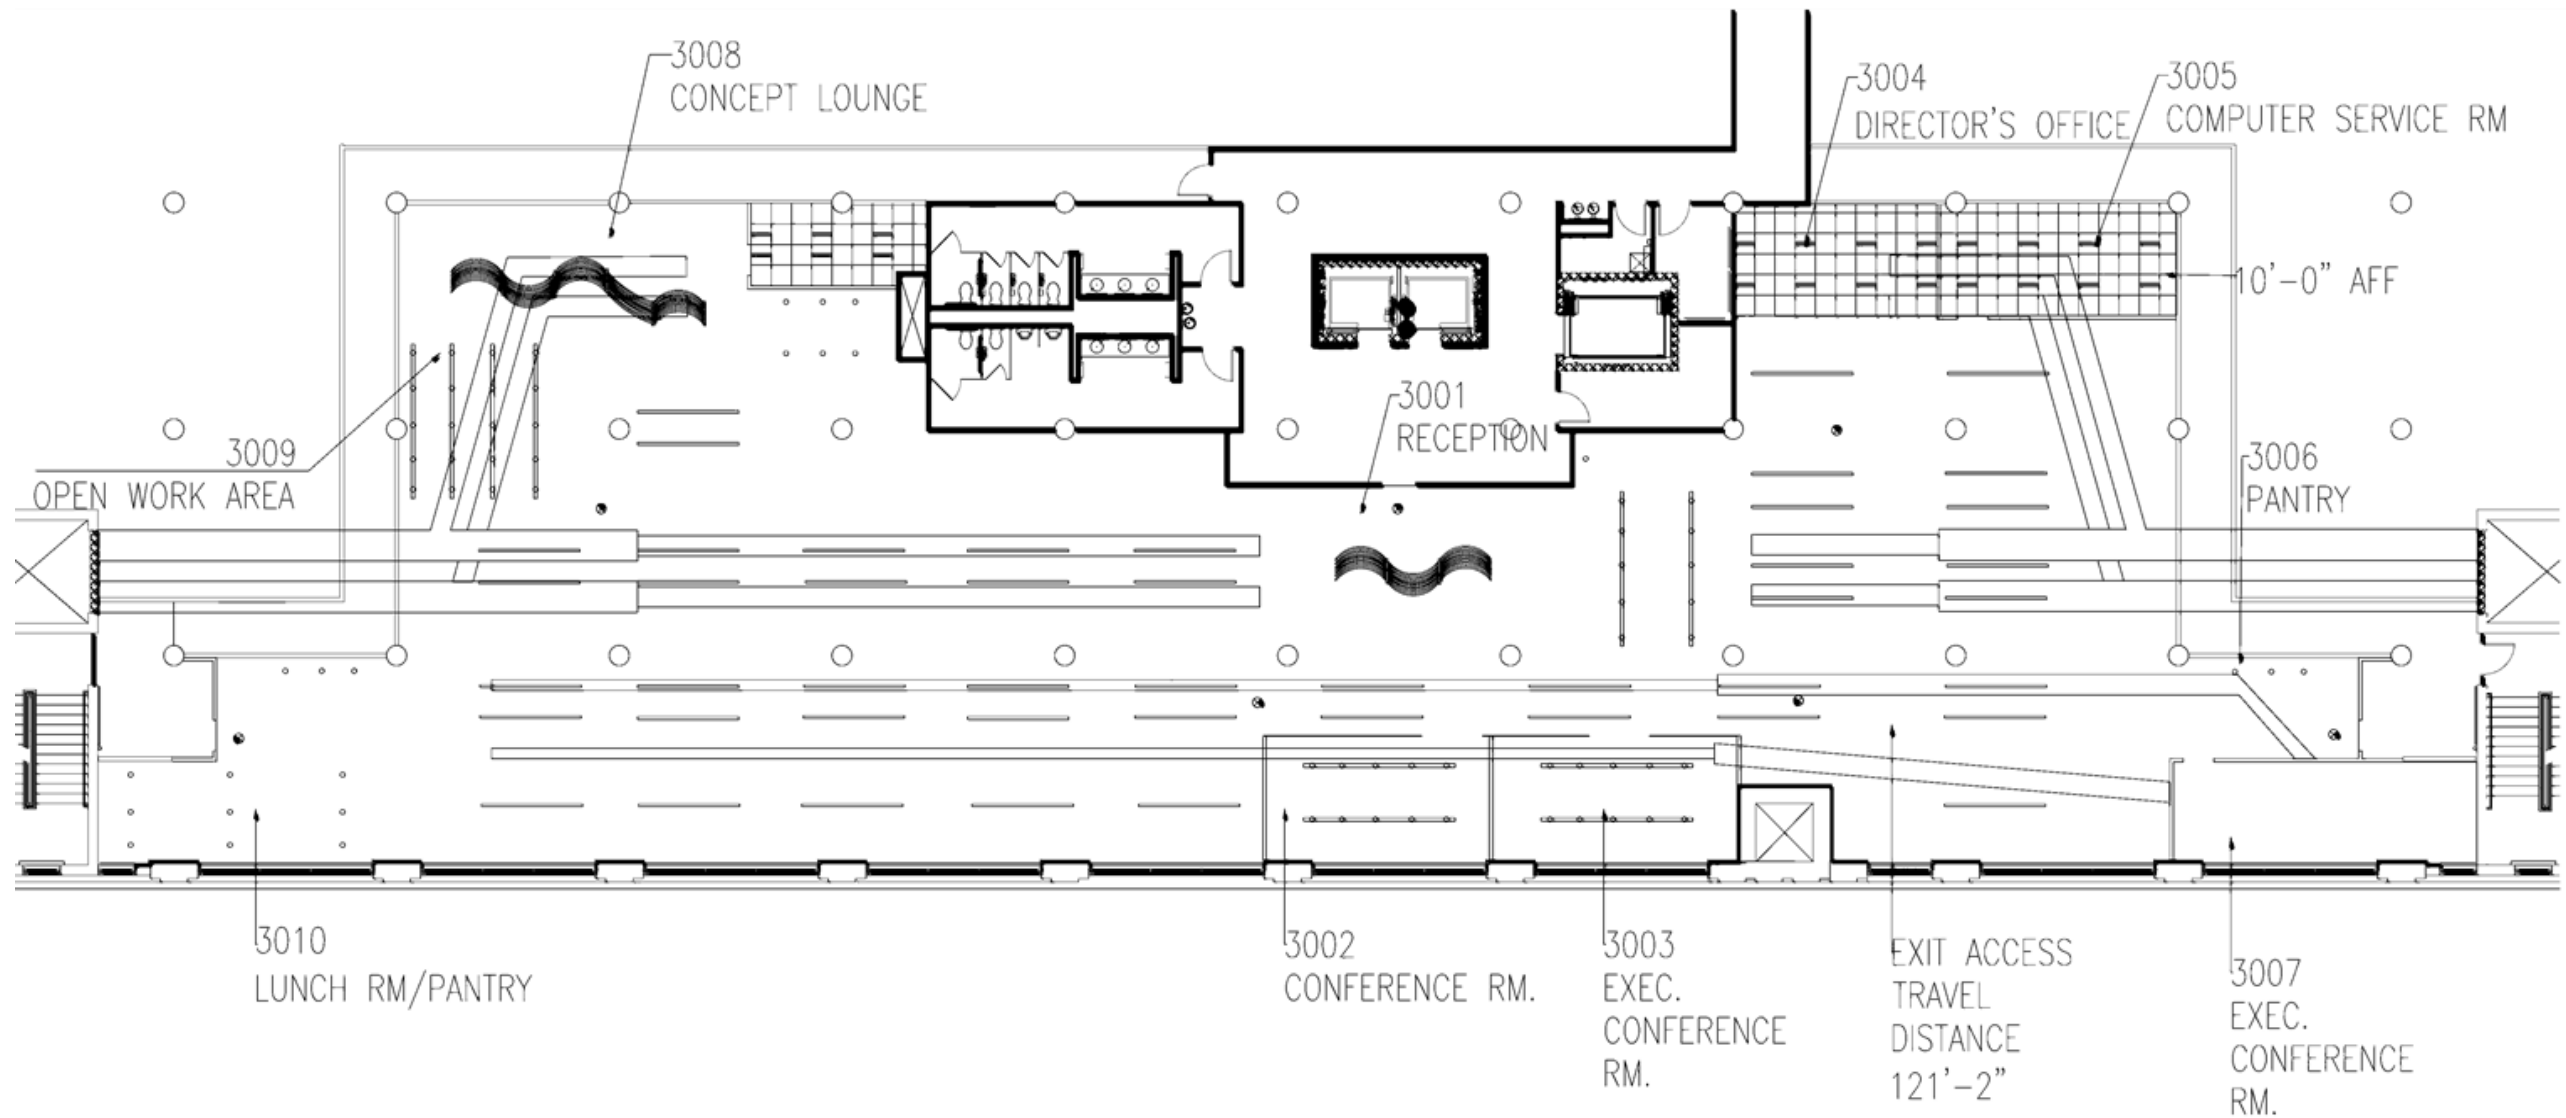 3008
CONCEPT LOUNGE
3004
DIRECTOR'S OFFICE
3005
COMPUTER SERVICE RM
10'-0" AFF
3001
RECEPTION
3009
OPEN WORK AREA
3006
PANTRY
3010
LUNCH RM/PANTRY
3002
CONFERENCE RM.
3003
EXEC.
CONFERENCE
RM.
EXIT ACCESS
TRAVEL
DISTANCE
121'-2"
3007
EXEC.
CONFERENCE
RM.